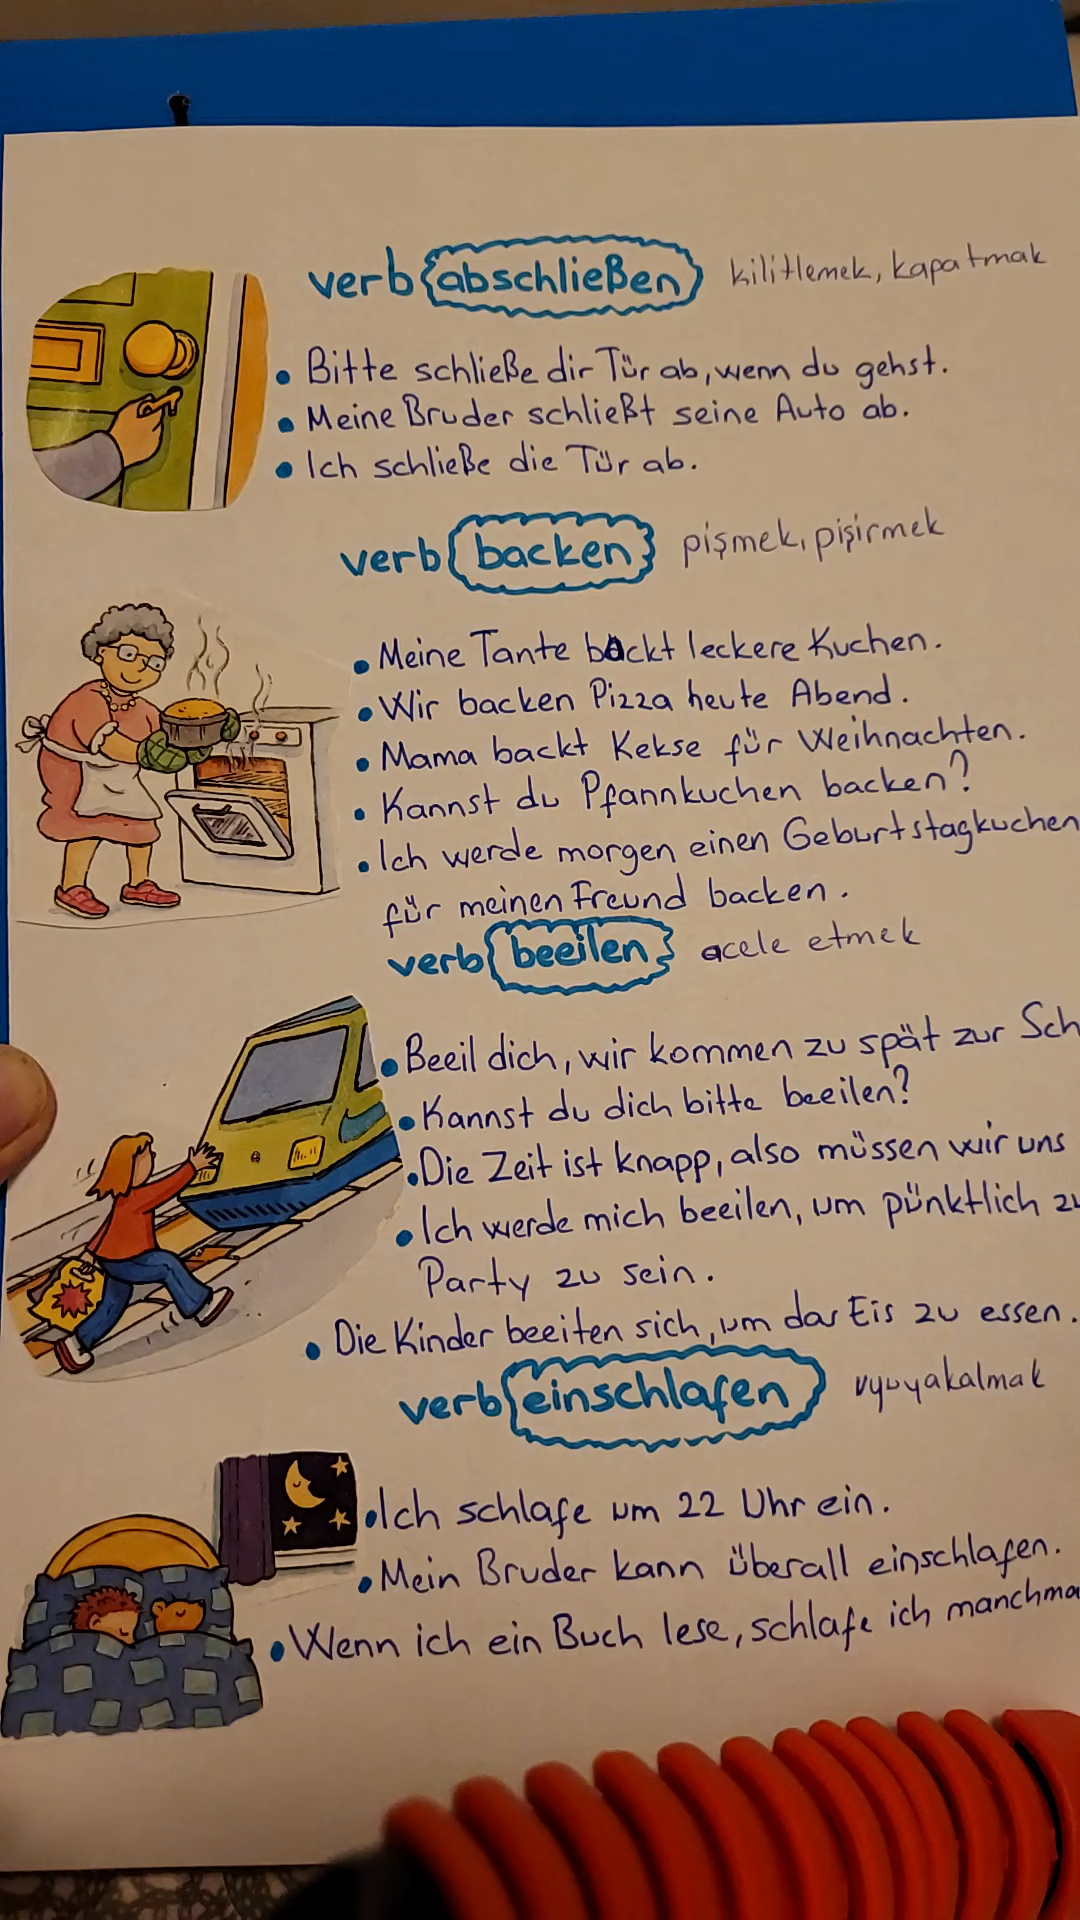 verb abschließen kilitlemek, kapatmak
• Bitte schließe dir Tür ab, wenn du gehst.
• Meine Bruder schließt seine Auto ab.
• Ich schließe die Tür ab.
verb backen pişmek, pişirmek
• Meine Tante backt leckere Kuchen.
• Wir backen Pizza heute Abend.
• Mama backt Kekse für Weihnachten.
• Kannst du Pfannkuchen backen?
• Ich werde morgen einen Geburtstagkuchen
für meinen Freund backen.
verb beeilen acele etmek
• Beeil dich, wir kommen zu spät zur Sch
• Kannst du dich bitte beeilen?
• Die Zeit ist knapp, also müssen wir uns
• Ich werde mich beeilen, um pünktlich zu
Party zu sein.
• Die Kinder beeiten sich, um das Eis zu essen.
verb einschlafen uyuyakalmak
• Ich schlafe um 22 Uhr ein.
• Mein Bruder kann überall einschlafen.
• Wenn ich ein Buch lese, schlafe ich manchma